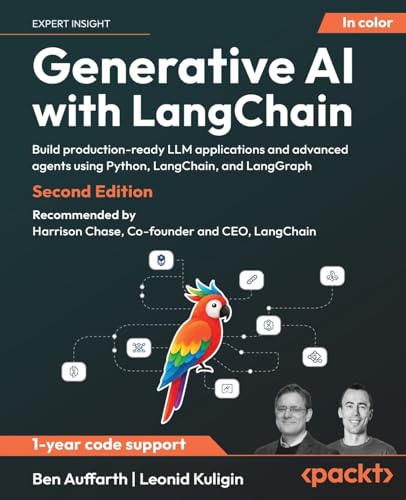 EXPERT INSIGHT
In color
Generative AI
with LangChain
Build production-ready LLM applications and advanced
agents using Python, LangChain, and LangGraph
Second Edition
Recommended by
Harrison Chase, Co-founder and CEO, LangChain
1-year code support
Ben Auffarth | Leonid Kuligin
<packt>